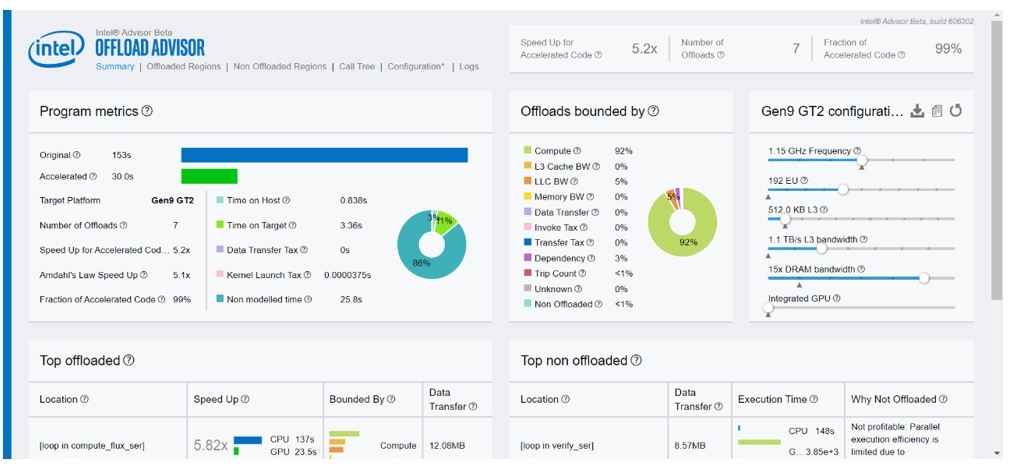 Intel® Advisor Beta, build 606302
intel
Intel® Advisor Beta
OFFLOAD ADVISOR
Summary | Offloaded Regions | Non Offloaded Regions | Call Tree | Configuration* | Logs
Speed Up for Accelerated Code 5.2x
Number of Offloads 7
Fraction of Accelerated Code 99%
Program metrics
Original 153s
Accelerated 30.0s
Target Platform Gen9 GT2
Number of Offloads 7
Speed Up for Accelerated Cod... 5.2x
Amdahl's Law Speed Up 5.1x
Fraction of Accelerated Code 99%
Time on Host 0.838s
Time on Target 3.36s
Data Transfer Tax 0s
Kernel Launch Tax 0.0000375s
Non modelled time 25.8s
3%
86%
Offloads bounded by
Compute 92%
L3 Cache BW 0%
LLC BW 5%
Memory BW 0%
Data Transfer 0%
Invoke Tax 0%
Transfer Tax 0%
Dependency 3%
Trip Count <1%
Unknown 0%
Non Offloaded <1%
5%
92%
Gen9 GT2 configurati...
1.15 GHz Frequency
192 EU
512.0 KB L3
1.1 TB/s L3 bandwidth
15x DRAM bandwidth
Integrated GPU
Top offloaded
Location
Speed Up
Bounded By
Data Transfer
[loop in compute_flux_ser]
5.82x
CPU 137s
GPU 23.5s
Compute
12.08MB
Top non offloaded
Location
Data Transfer
Execution Time
Why Not Offloaded
[loop in verify_ser]
8.57MB
CPU 148s
G.. 3.85e+3
Not profitable: Parallel
execution efficiency is
limited due to